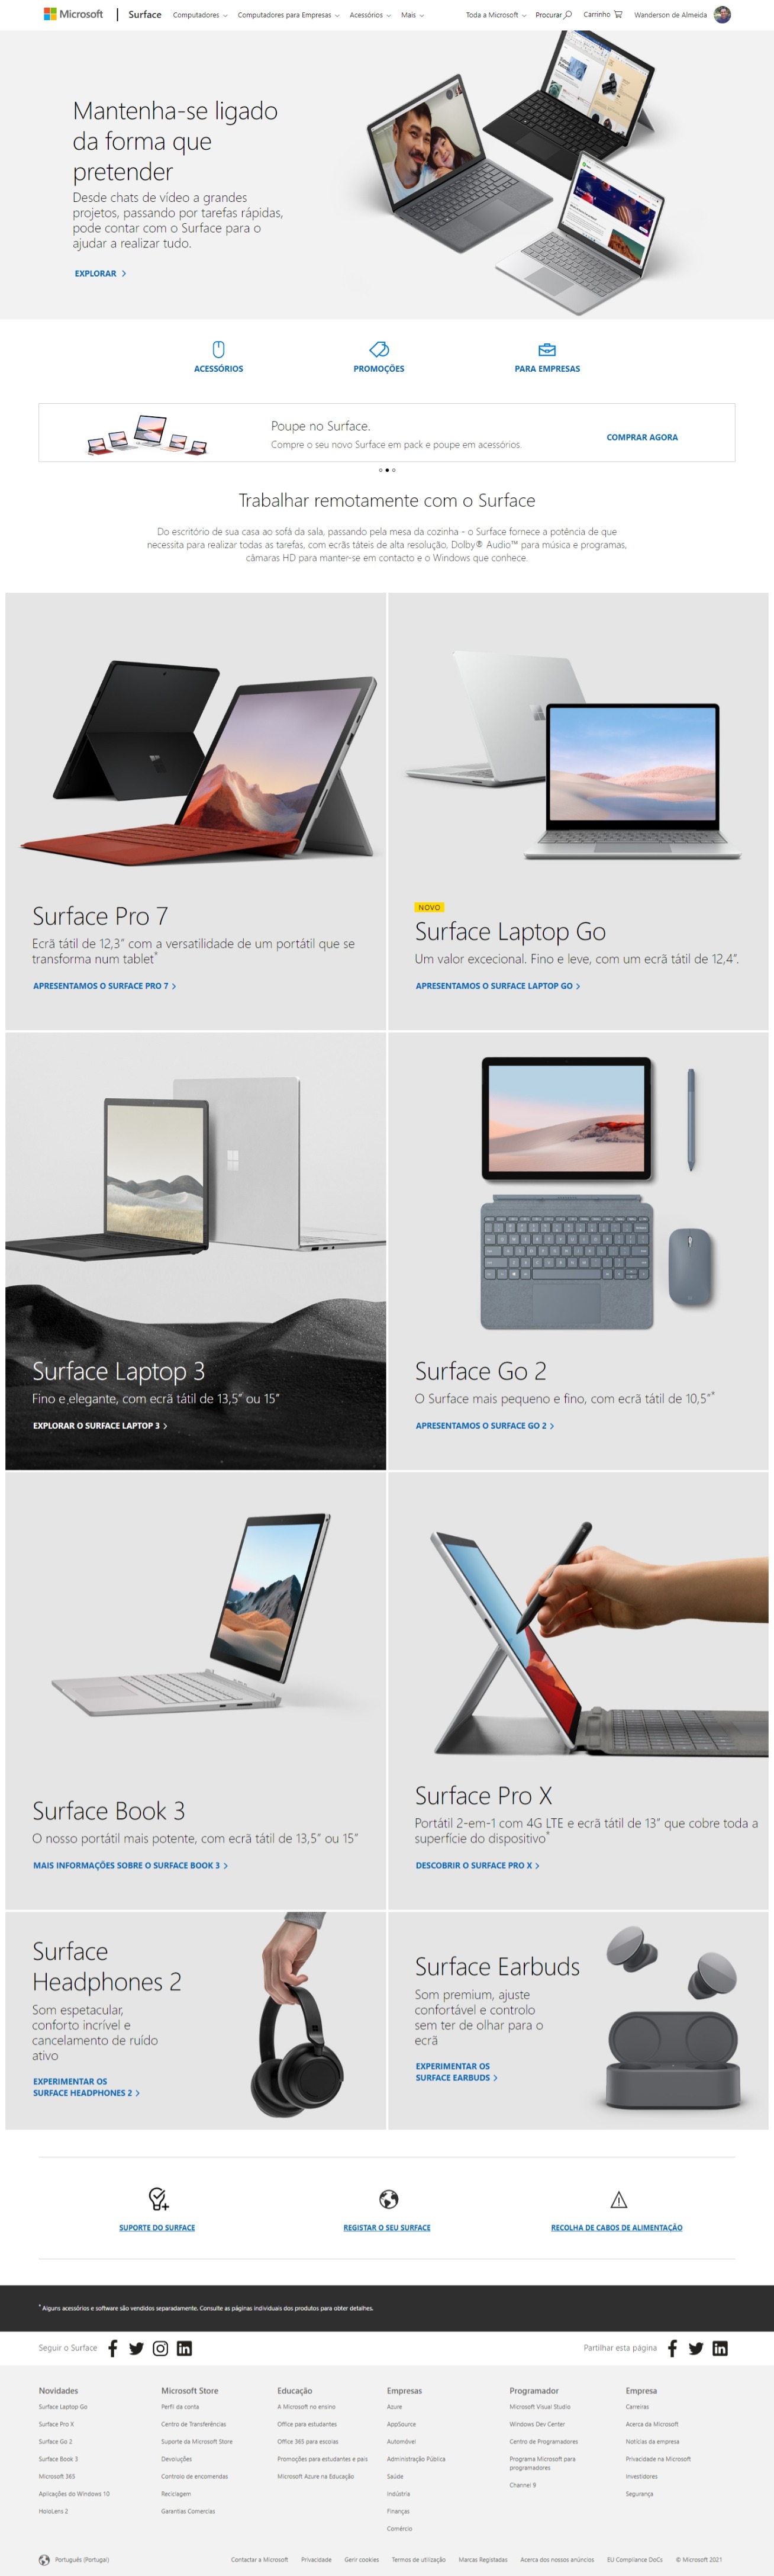 Microsoft
Surface
Computadores
Computadores para Empresas
Acessórios
Mais
Toda a Microsoft
Procurar
Carrinho
Wanderson de Almeida
Mantenha-se ligado
da forma que
pretender
Desde chats de vídeo a grandes
projetos, passando por tarefas rápidas,
pode contar com o Surface para o
ajudar a realizar tudo.
EXPLORAR
ACESSÓRIOS
PROMOÇÕES
PARA EMPRESAS
Poupe no Surface.
Compre o seu novo Surface em pack e poupe em acessórios.
COMPRAR AGORA
Trabalhar remotamente com o Surface
Do escritório de sua casa ao sofá da sala, passando pela mesa da cozinha - o Surface fornece a potência de que
necessita para realizar todas as tarefas, com ecrãs táteis de alta resolução, Dolby® Audio™ para música e programas,
câmaras HD para manter-se em contacto e o Windows que conhece.
Surface Pro 7
Ecrã tátil de 12,3" com a versatilidade de um portátil que se
transforma num tablet*
APRESENTAMOS O SURFACE PRO 7
NOVO
Surface Laptop Go
Um valor excecional. Fino e leve, com um ecrã tátil de 12,4".
APRESENTAMOS O SURFACE LAPTOP GO
Surface Laptop 3
Fino e elegante, com ecrã tátil de 13,5" ou 15"
EXPLORAR O SURFACE LAPTOP 3
Surface Go 2
O Surface mais pequeno e fino, com ecrã tátil de 10,5"*
APRESENTAMOS O SURFACE GO 2
Surface Book 3
O nosso portátil mais potente, com ecrã tátil de 13,5" ou 15"
MAIS INFORMAÇÕES SOBRE O SURFACE BOOK 3
Surface Pro X
Portátil 2-em-1 com 4G LTE e ecrã tátil de 13" que cobre toda a
superfície do dispositivo*
DESCOBRIR O SURFACE PRO X
Surface
Headphones 2
Som espetacular,
conforto incrível e
cancelamento de ruído
ativo
EXPERIMENTAR OS
SURFACE HEADPHONES 2
Surface Earbuds
Som premium, ajuste
confortável e controlo
sem ter de olhar para o
ecrã
EXPERIMENTAR OS
SURFACE EARBUDS
SUPORTE DO SURFACE
REGISTAR O SEU SURFACE
RECOLHA DE CABOS DE ALIMENTAÇÃO
* Alguns acessórios e software são vendidos separadamente. Consulte as páginas individuais dos produtos para obter detalhes.
Seguir o Surface
Partilhar esta página
Novidades
Surface Laptop Go
Surface Pro X
Surface Go 2
Surface Book 3
Microsoft 365
Aplicações do Windows 10
HoloLens 2
Microsoft Store
Perfil da conta
Centro de Transferências
Suporte da Microsoft Store
Devoluções
Controlo de encomendas
Reciclagem
Garantias Comerciais
Educação
A Microsoft no ensino
Office para estudantes
Office 365 para escolas
Promoções para estudantes e pais
Microsoft Azure na Educação
Empresas
Azure
AppSource
Automóvel
Administração Pública
Saúde
Indústria
Finanças
Comércio
Programador
Microsoft Visual Studio
Windows Dev Center
Centro de Programadores
Programa Microsoft para
programadores
Channel 9
Empresa
Carreiras
Acerca da Microsoft
Notícias da empresa
Privacidade na Microsoft
Investidores
Segurança
Português (Portugal)
Contactar a Microsoft
Privacidade
Gerir cookies
Termos de utilização
Marcas Registadas
Acerca dos nossos anúncios
EU Compliance DoCs
© Microsoft 2021